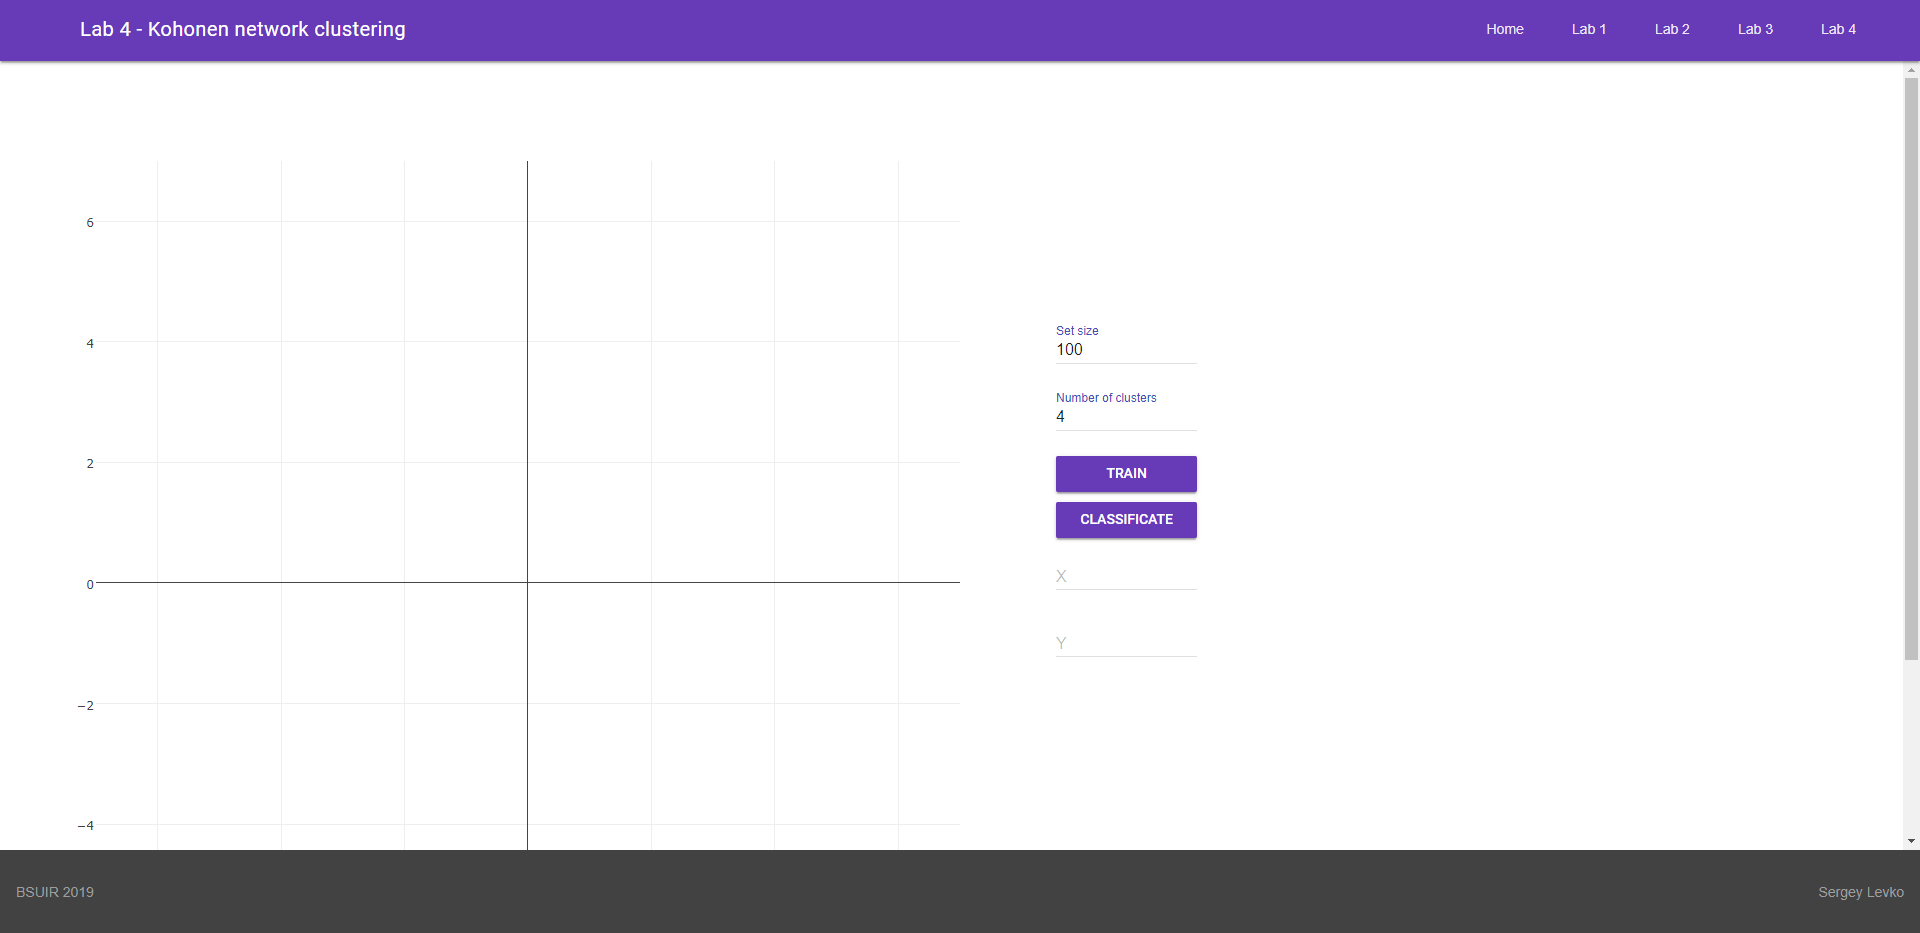 Lab 4 - Kohonen network clustering
Home
Lab 1
Lab 2
Lab 3
Lab 4
6
4
2
0
−2
−4
Set size
100
Number of clusters
4
TRAIN
CLASSIFICATE
X
Y
BSUIR 2019
Sergey Levko